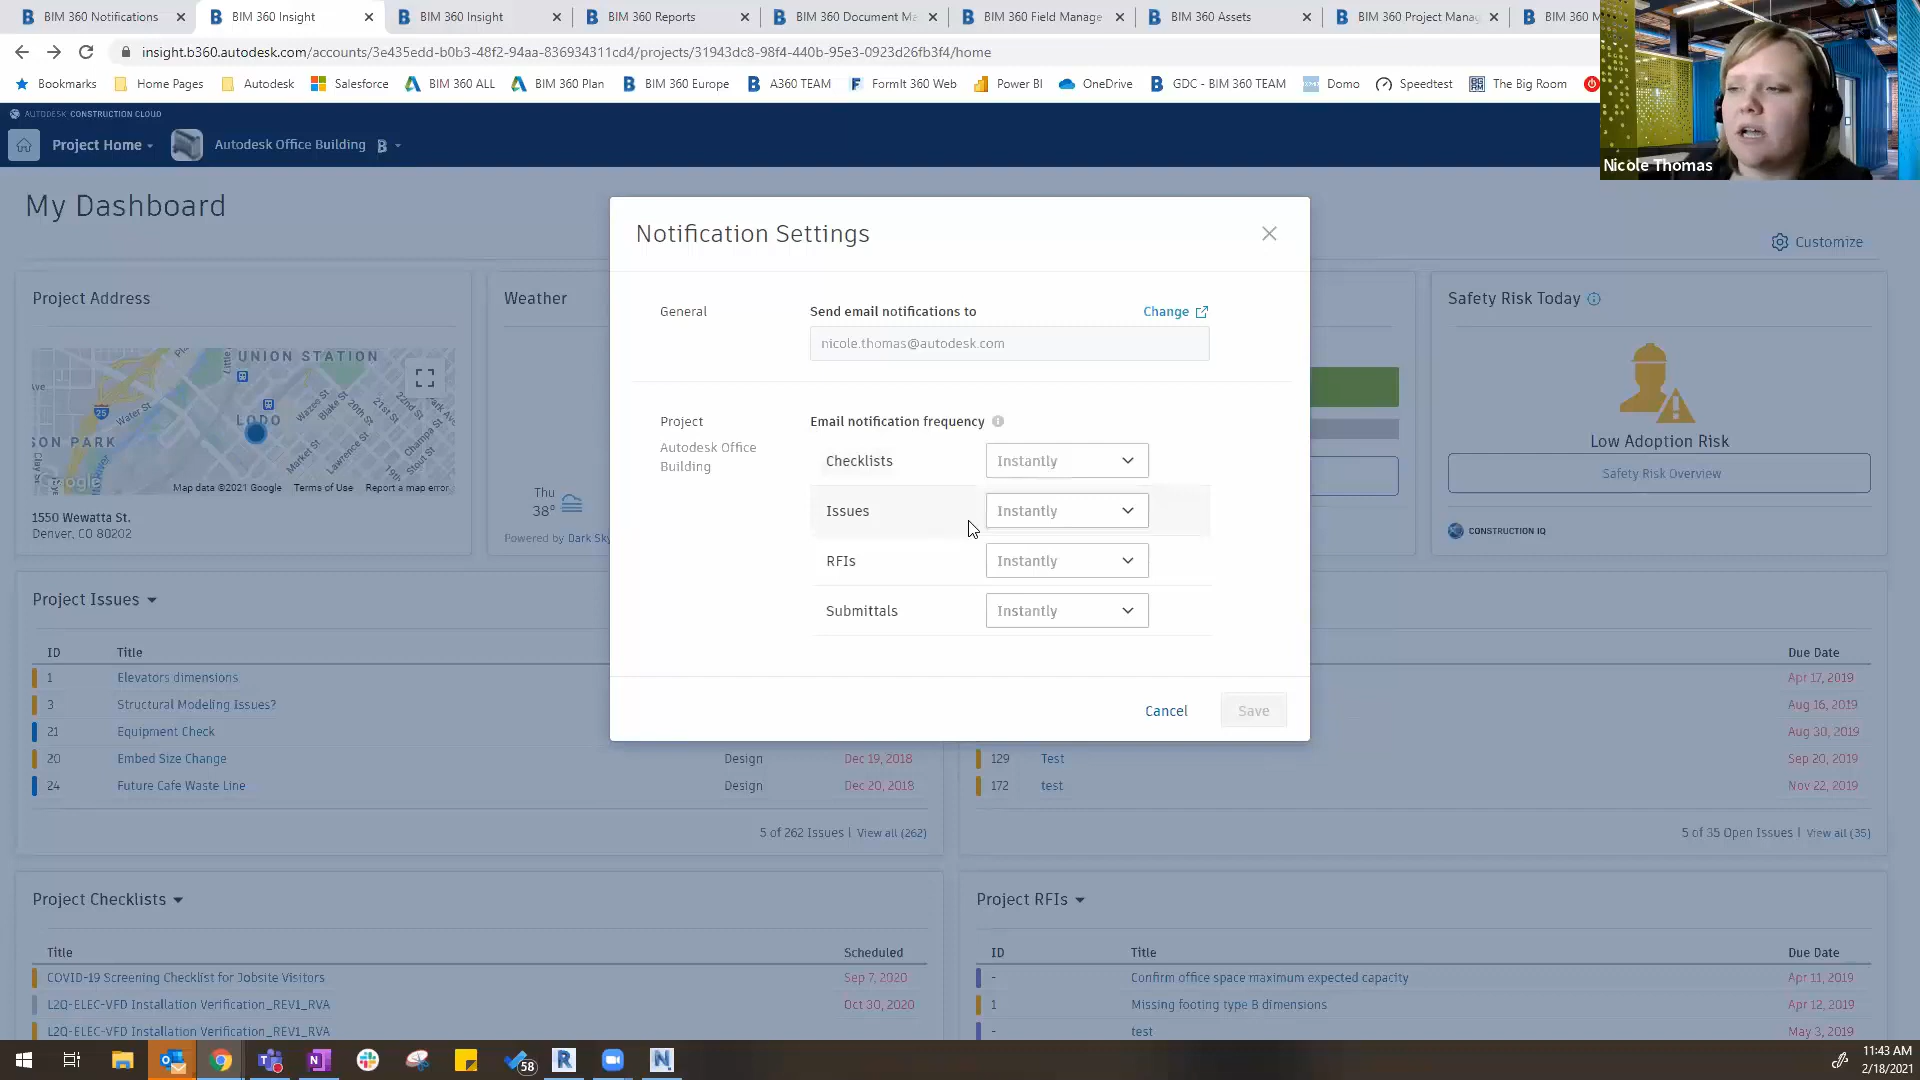 BIM 360 Notifications
BIM 360 Insight
BIM 360 Insight
BIM 360 Reports
BIM 360 Document Ma
BIM 360 Field Manage
BIM 360 Assets
BIM 360 Project Manag
BIM 360 M
insight.b360.autodesk.com/accounts/3e435edd-b0b3-48f2-94aa-836934311cd4/projects/31943dc8-98f4-440b-95e3-0923d26fb3f4/home
Bookmarks
Home Pages
Autodesk
Salesforce
BIM 360 ALL
BIM 360 Plan
BIM 360 Europe
A360 TEAM
FormIt 360 Web
Power BI
OneDrive
GDC - BIM 360 TEAM
Domo
Speedtest
The Big Room
Nicole Thomas
AUTODESK CONSTRUCTION CLOUD
Project Home
Autodesk Office Building
My Dashboard
Customize
Notification Settings
General
Send email notifications to
Change
nicole.thomas@autodesk.com
Project
Autodesk Office
Building
Email notification frequency
Checklists Instantly
Issues Instantly
RFIs Instantly
Submittals Instantly
Cancel
Save
Project Address
UNION STATION
LODO
Map data ©2021 Google
Terms of Use
Report a map error
1550 Wewatta St.
Denver, CO 80202
Weather
Thu
38°
Powered by Dark Sky
Safety Risk Today
Low Adoption Risk
Safety Risk Overview
CONSTRUCTION IQ
Project Issues
ID Title
1 Elevators dimensions
3 Structural Modeling Issues?
21 Equipment Check
20 Embed Size Change Design Dec 19, 2018
24 Future Cafe Waste Line Design Dec 20, 2018
5 of 262 Issues | View all (262)
Due Date
Apr 17, 2019
Aug 16, 2019
Aug 30, 2019
129 Test Sep 20, 2019
172 test Nov 22, 2019
5 of 35 Open Issues | View all (35)
Project Checklists
Title Scheduled
COVID-19 Screening Checklist for Jobsite Visitors Sep 7, 2020
L2Q-ELEC-VFD Installation Verification_REV1_RVA Oct 30, 2020
L2Q-ELEC-VFD Installation Verification_REV1_RVA
Project RFIs
ID Title Due Date
- Confirm office space maximum expected capacity Apr 11, 2019
1 Missing footing type B dimensions Apr 12, 2019
- test May 3, 2019
58
11:43 AM
2/18/2021